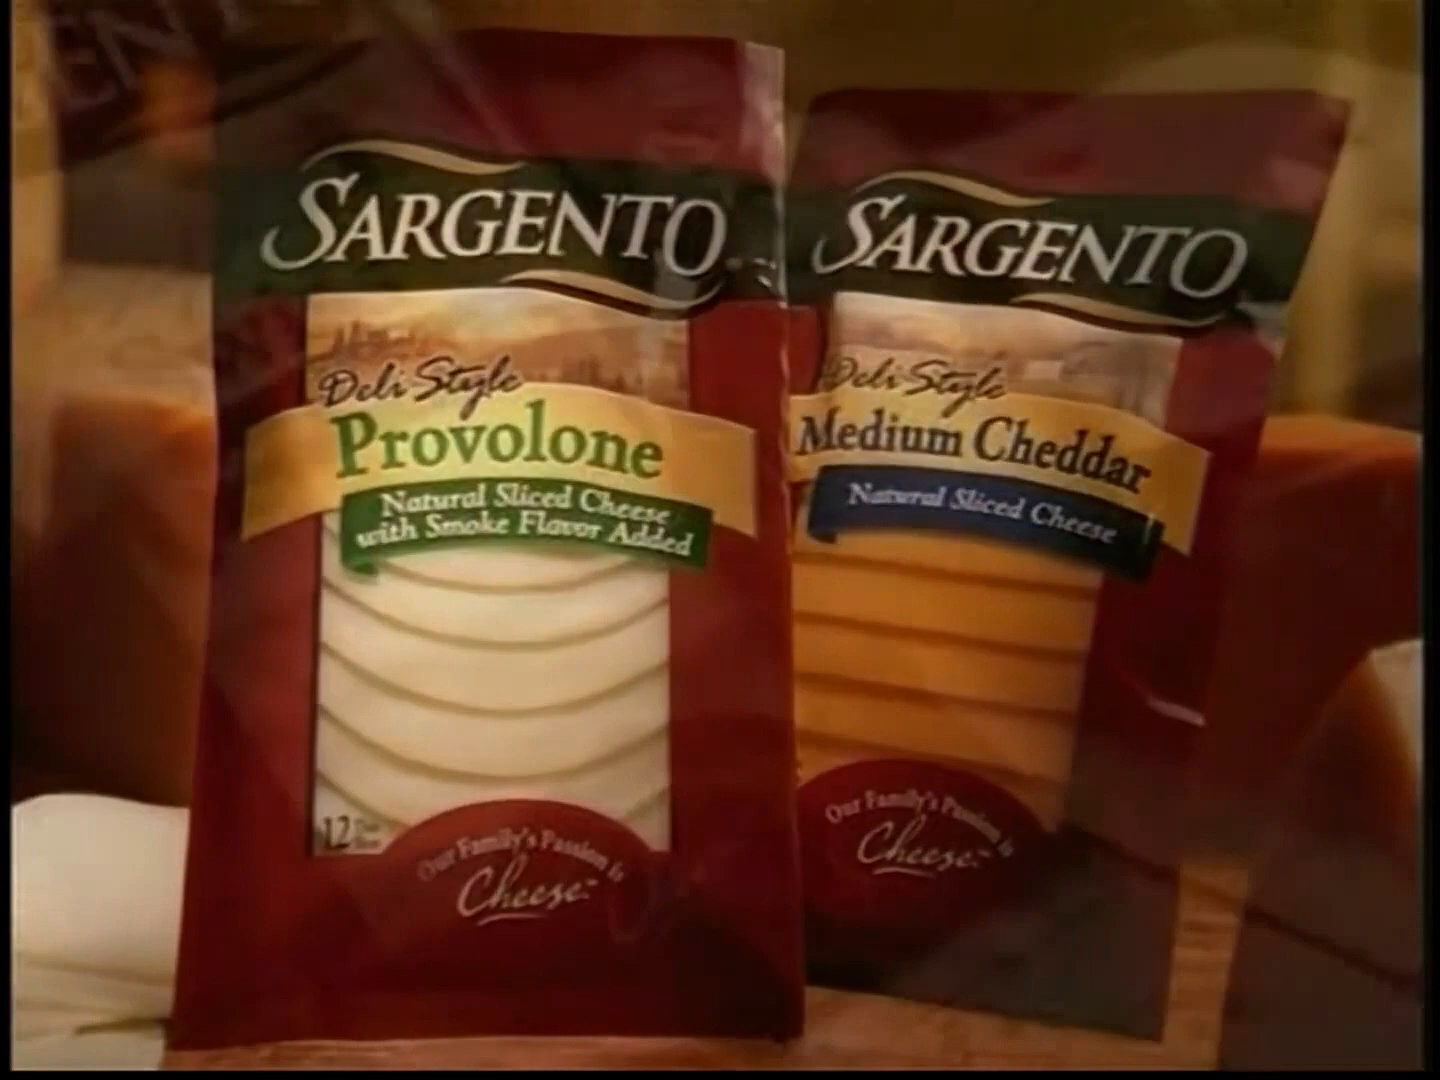 SARGENTO
Deli Style
Provolone
Natural Sliced Cheese
with Smoke Flavor Added
12
Our Family's Passion is
Cheese
SARGENTO
Deli Style
Medium Cheddar
Natural Sliced Cheese
Our Family's Passion is
Cheese